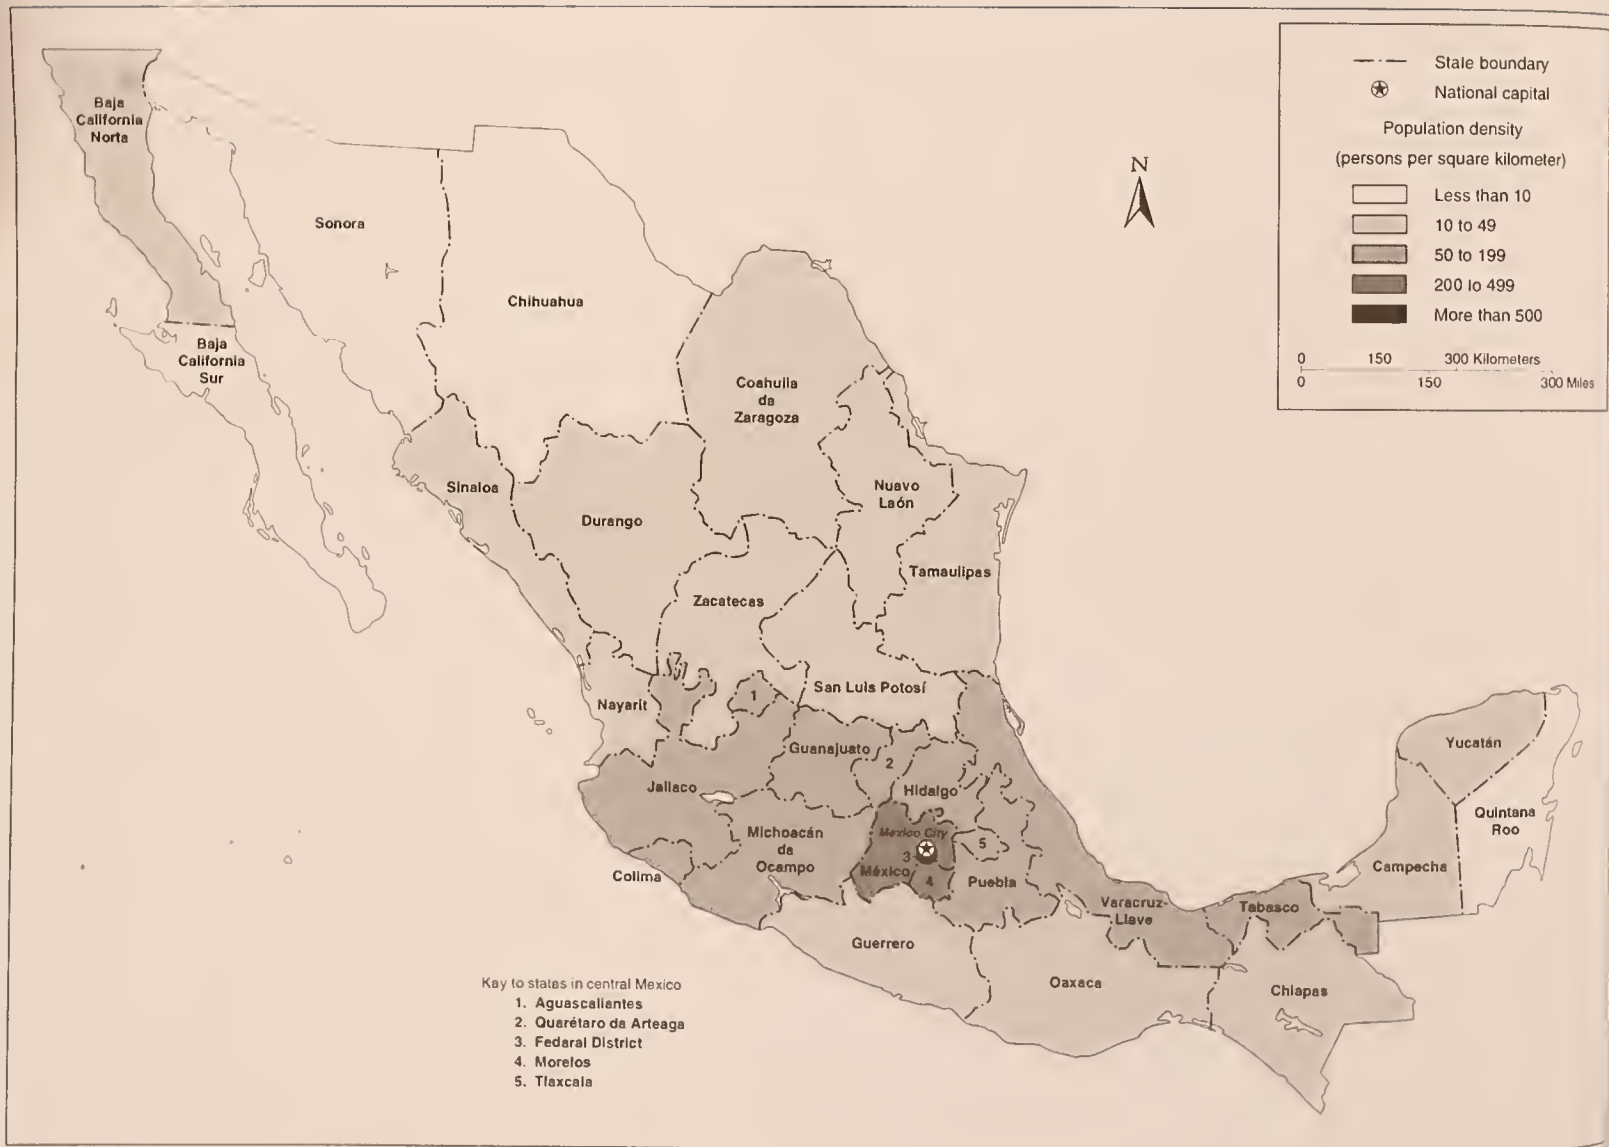 Stale boundary
National capital
Population density
(persons per square kilometer)
Less than 10
10 to 49
50 to 199
200 lo 499
More than 500
0 150 300 Kilometers
0 150 300 Miles
N
Baja
California
Norta
Sonora
Chihuahua
Baja
California
Sur
Coahuila
da
Zaragoza
Sinaloa
Durango
Nuavo
Laón
Tamaulipas
Zacatecas
San Luis Potosí
Nayarit
1
Guanajuato
2
Hidalgo
Jaliaco
Michoacán
da
Ocampo
Mexico City
3
México
4
5
Puebla
Colima
Guerrero
Oaxaca
Varacruz-
Llave
Tabasco
Chiapas
Campecha
Yucatán
Quintana
Roo
Kay to statas in central Mexico
1. Aguascaliantes
2. Quarétaro da Arteaga
3. Fedaral District
4. Morelos
5. Tlaxcala